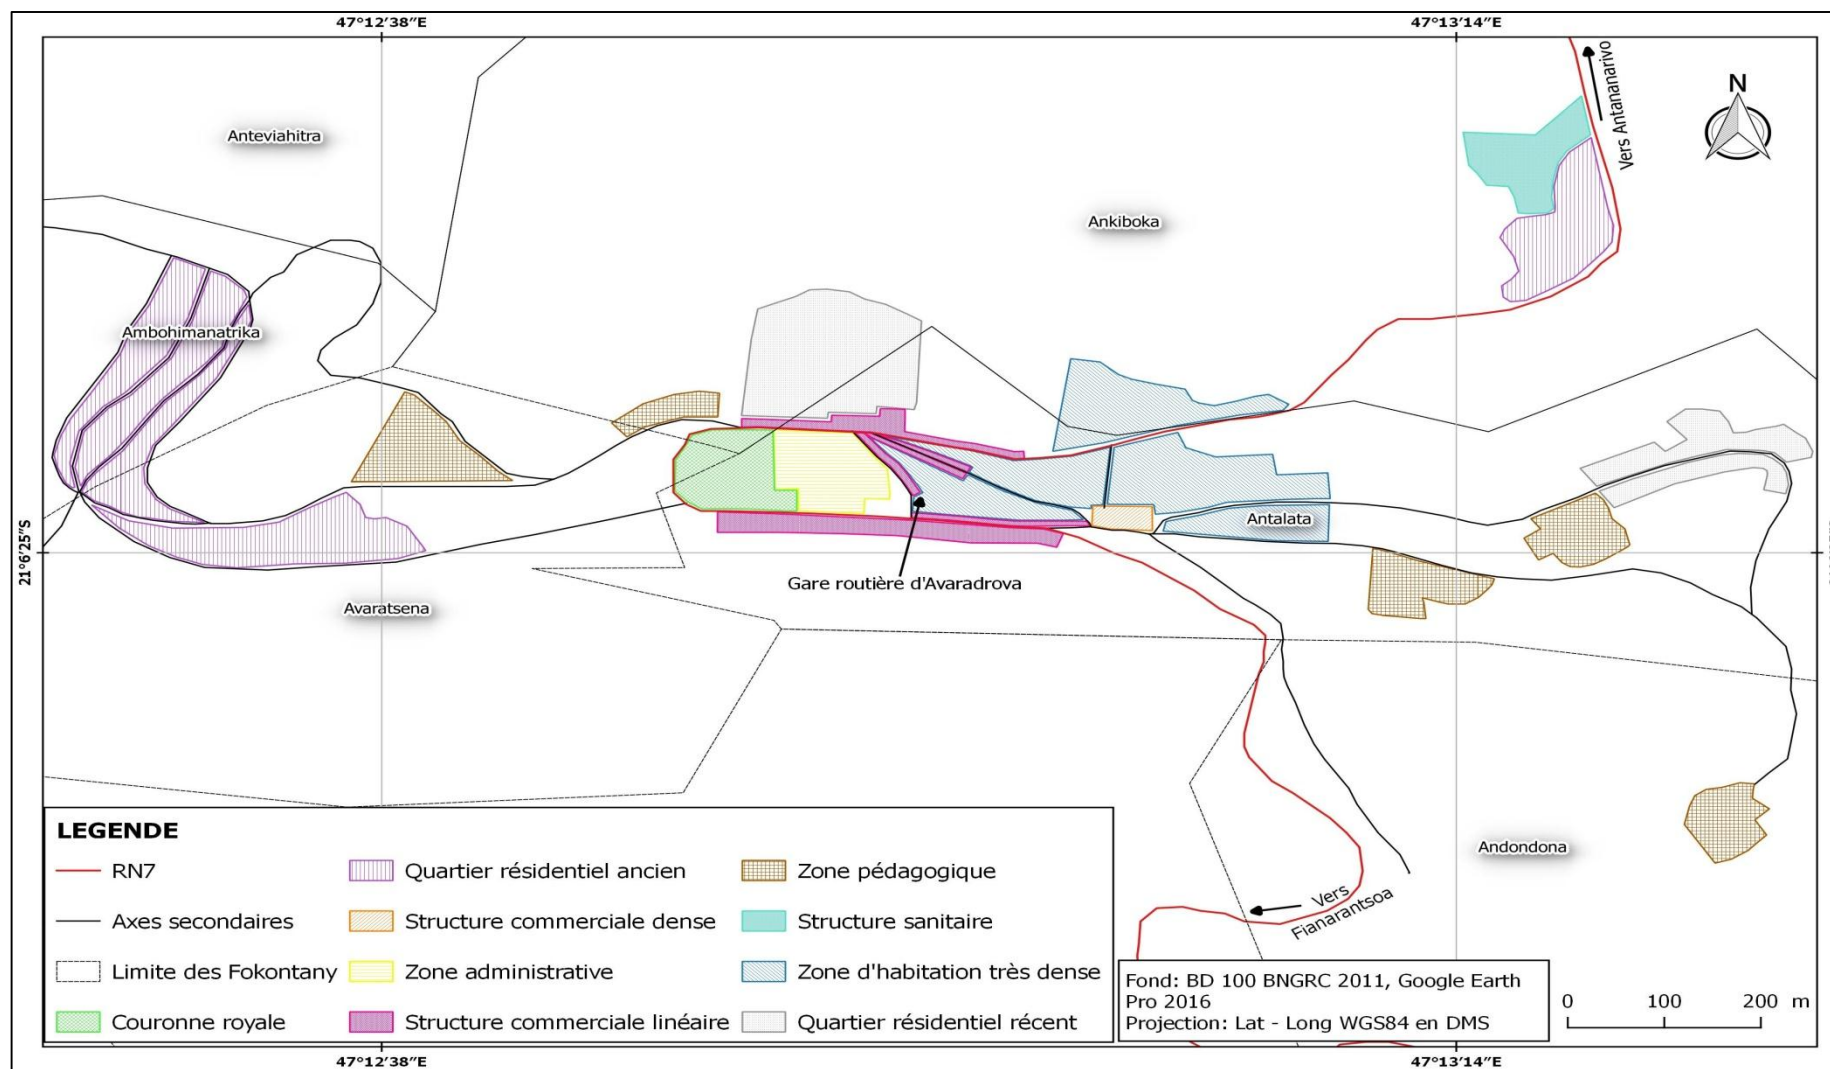 47°12′38″E
47°13′14″E
Vers Antananarivo
N
Anteviahitra
Ankiboka
Ambohimanatrika
Antalata
21°6′25″S
Gare routière d'Avaradrova
Avaratsena
Andondona
Vers
Fianarantsoa
LEGENDE
RN7
Quartier résidentiel ancien
Zone pédagogique
Axes secondaires
Structure commerciale dense
Structure sanitaire
Limite des Fokontany
Zone administrative
Zone d'habitation très dense
Couronne royale
Structure commerciale linéaire
Quartier résidentiel récent
Fond: BD 100 BNGRC 2011, Google Earth
Pro 2016
Projection: Lat - Long WGS84 en DMS
0 100 200 m
47°12′38″E
47°13′14″E